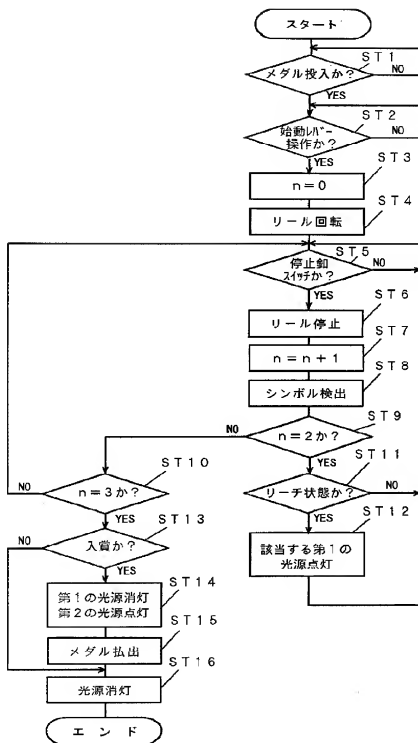 スタート
ST1
メダル投入か?
NO
YES
ST2
始動レバー
操作か?
NO
YES
ST3
n=0
ST4
リール回転
ST5
停止釦
スイッチか?
NO
YES
ST6
リール停止
ST7
n=n+1
ST8
シンボル検出
ST9
NO
n=2か?
YES
ST10
NO
n=3か?
YES
ST11
リーチ状態か?
NO
YES
ST12
該当する第1の
光源点灯
ST13
NO
入賞か?
YES
ST14
第1の光源消灯
第2の光源点灯
ST15
メダル払出
ST16
光源消灯
エンド